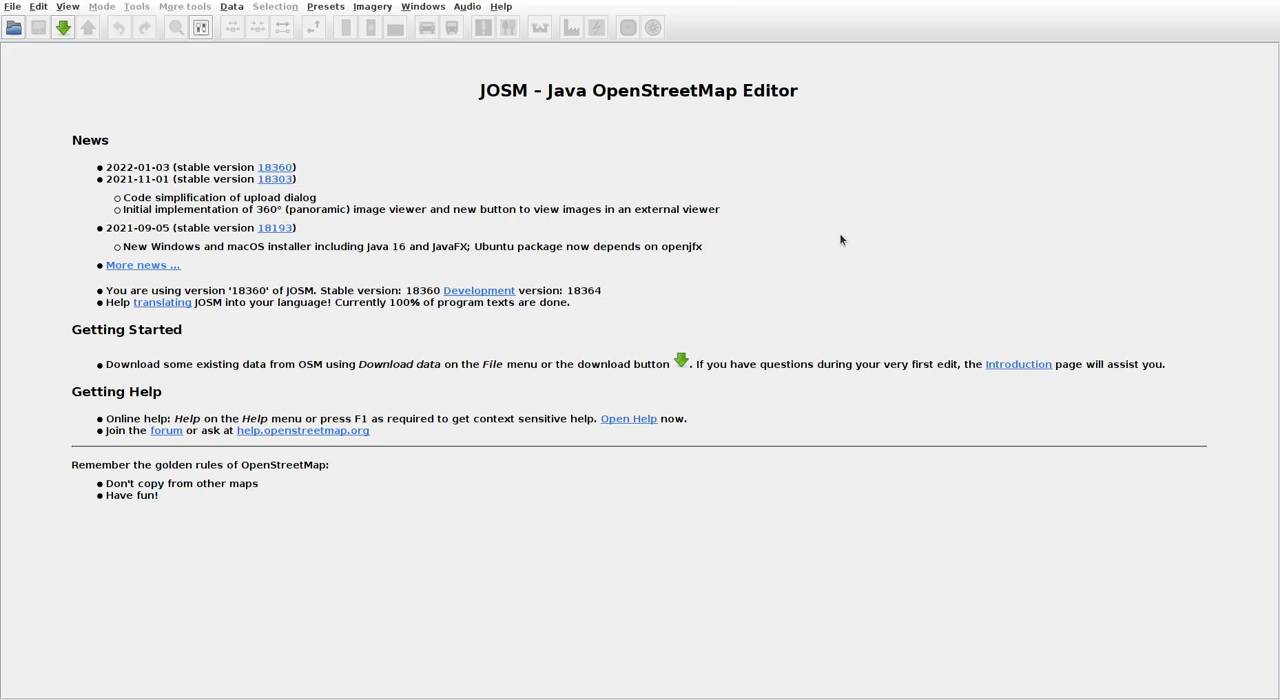 File Edit View Mode Tools More tools Data Selection Presets Imagery Windows Audio Help
JOSM – Java OpenStreetMap Editor
News
2022-01-03 (stable version 18360)
2021-11-01 (stable version 18303)
Code simplification of upload dialog
Initial implementation of 360° (panoramic) image viewer and new button to view images in an external viewer
2021-09-05 (stable version 18193)
New Windows and macOS installer including Java 16 and JavaFX; Ubuntu package now depends on openjfx
More news ...
You are using version '18360' of JOSM. Stable version: 18360 Development version: 18364
Help translating JOSM into your language! Currently 100% of program texts are done.
Getting Started
Download some existing data from OSM using Download data on the File menu or the download button . If you have questions during your very first edit, the Introduction page will assist you.
Getting Help
Online help: Help on the Help menu or press F1 as required to get context sensitive help. Open Help now.
Join the forum or ask at help.openstreetmap.org
Remember the golden rules of OpenStreetMap:
Don't copy from other maps
Have fun!